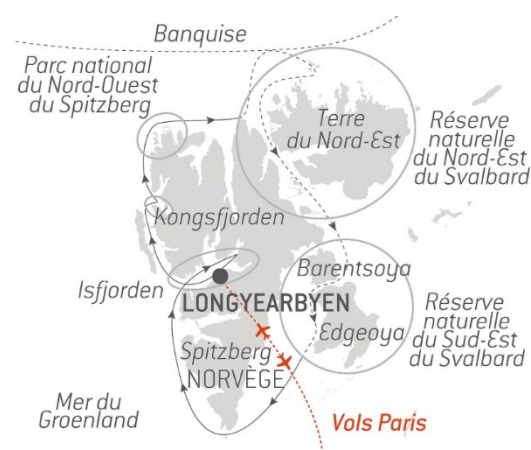 Banquise
Parc national
du Nord-Ouest
du Spitzberg
Terre
du Nord-Est
Réserve
naturelle
du Nord-Est
du Svalbard
Kongsfjorden
Isfjorden
LONGYEARBYEN
Barentsoya
Edgeoya
Réserve
naturelle
du Sud-Est
du Svalbard
Spitzberg
NORVÈGE
Mer du
Groenland
Vols Paris